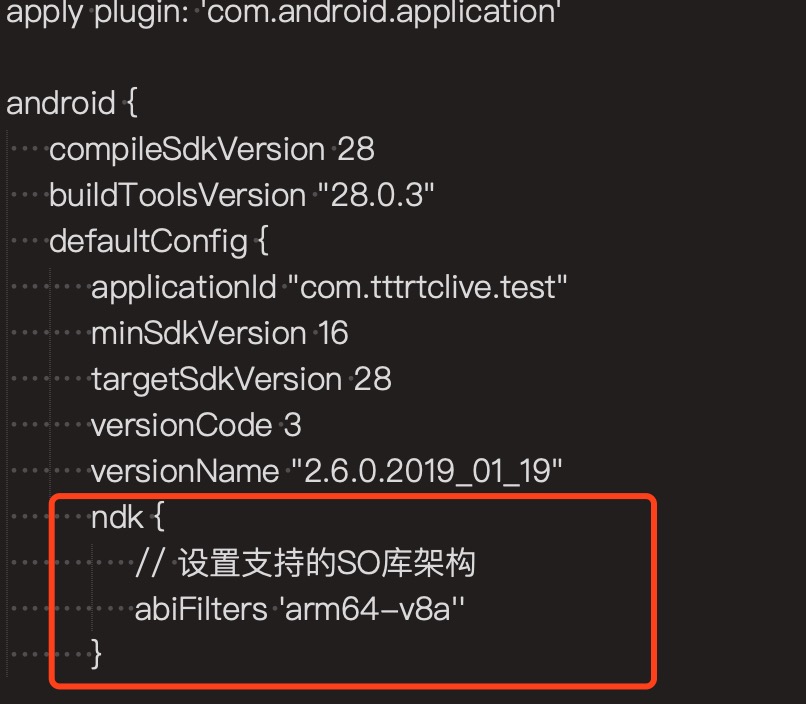 apply plugin: 'com.android.application'
android {
compileSdkVersion 28
buildToolsVersion "28.0.3"
defaultConfig {
applicationId "com.tttrtclive.test"
minSdkVersion 16
targetSdkVersion 28
versionCode 3
versionName "2.6.0.2019_01_19"
ndk {
// 设置支持的SO库架构
abiFilters 'arm64-v8a''
}